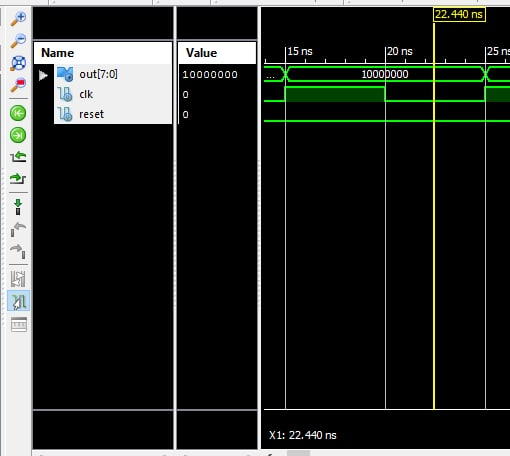 22.440 ns
Name Value
15 ns 20 ns 25 ns
out[7:0] 10000000 ... 10000000
clk 0
reset 0
X1: 22.440 ns